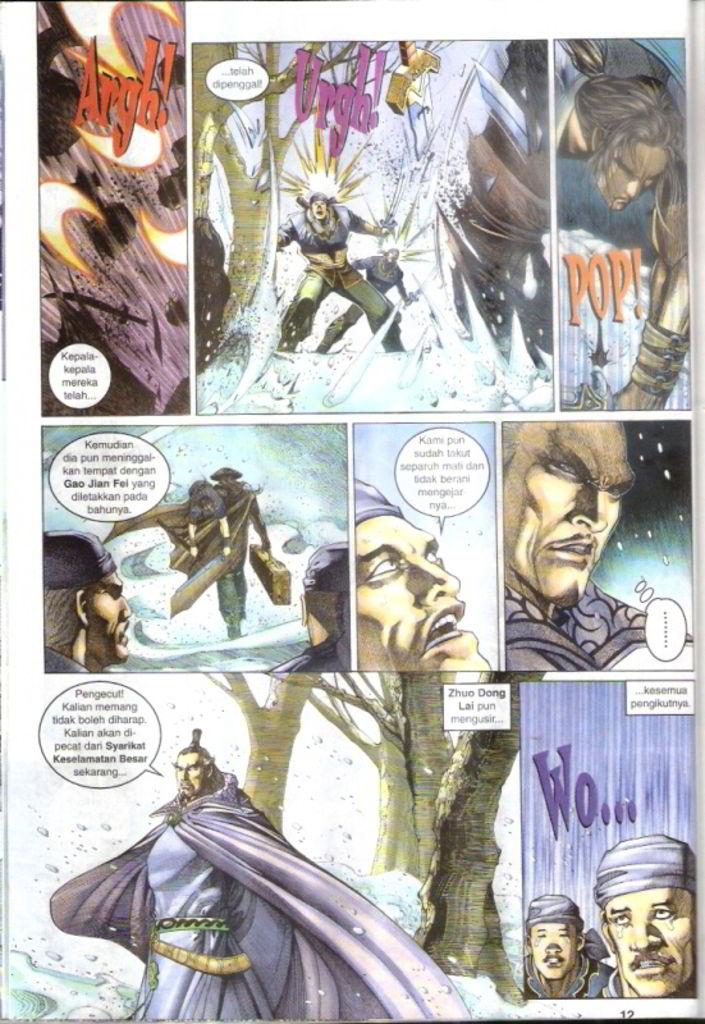 Argh!
Kepala-
kepala
mereka
telah...
...telah
dipenggal!
Urgh!
POP!
Kemudian
dia pun meninggal-
kan tempat dengan
Gao Jian Fei yang
diletakkan pada
bahunya.
Kami pun
sudah takut
separuh mati dan
tidak berani
mengejar
nya...
........
Pengecut!
Kalian memang
tidak boleh diharap.
Kalian akan di-
pecat dari Syarikat
Keselamatan Besar
sekarang...
Zhuo Dong
Lai pun
mengusir...
...kesemua
pengikutnya.
Wo...
12